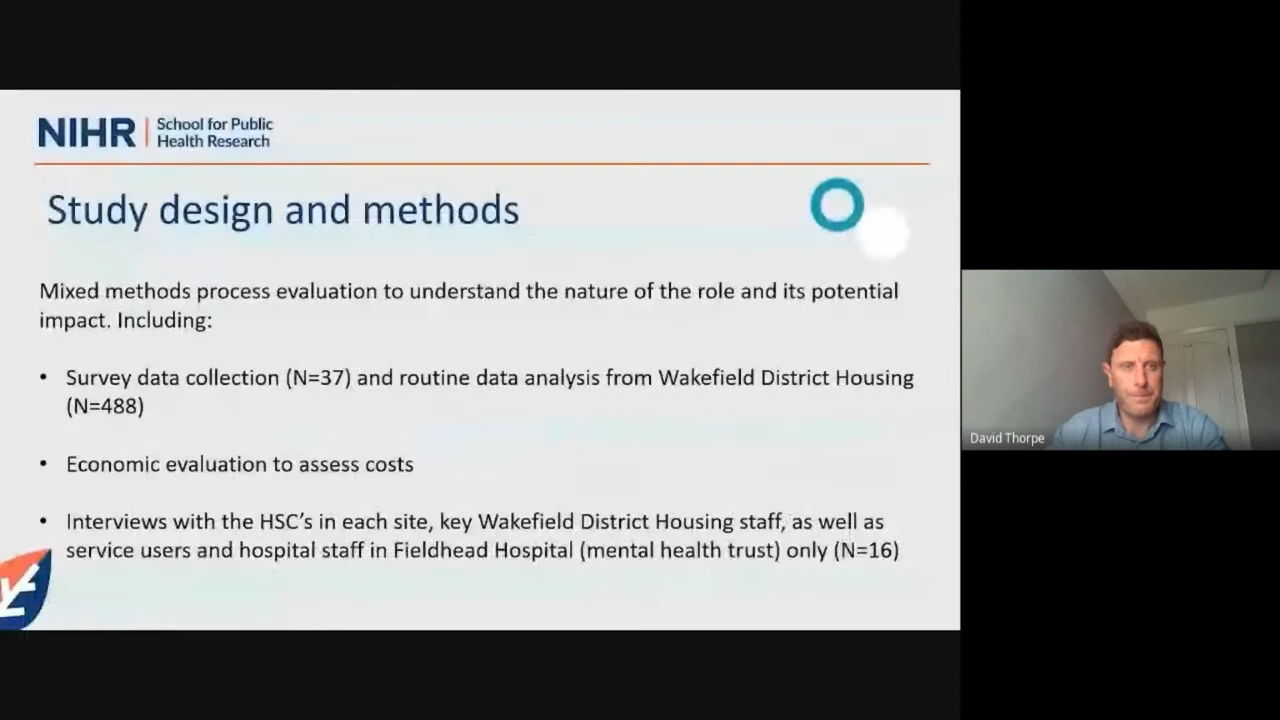 NIHR | School for Public
Health Research
Study design and methods
Mixed methods process evaluation to understand the nature of the role and its potential
impact. Including:
• Survey data collection (N=37) and routine data analysis from Wakefield District Housing
(N=488)
• Economic evaluation to assess costs
• Interviews with the HSC's in each site, key Wakefield District Housing staff, as well as
service users and hospital staff in Fieldhead Hospital (mental health trust) only (N=16)
David Thorpe